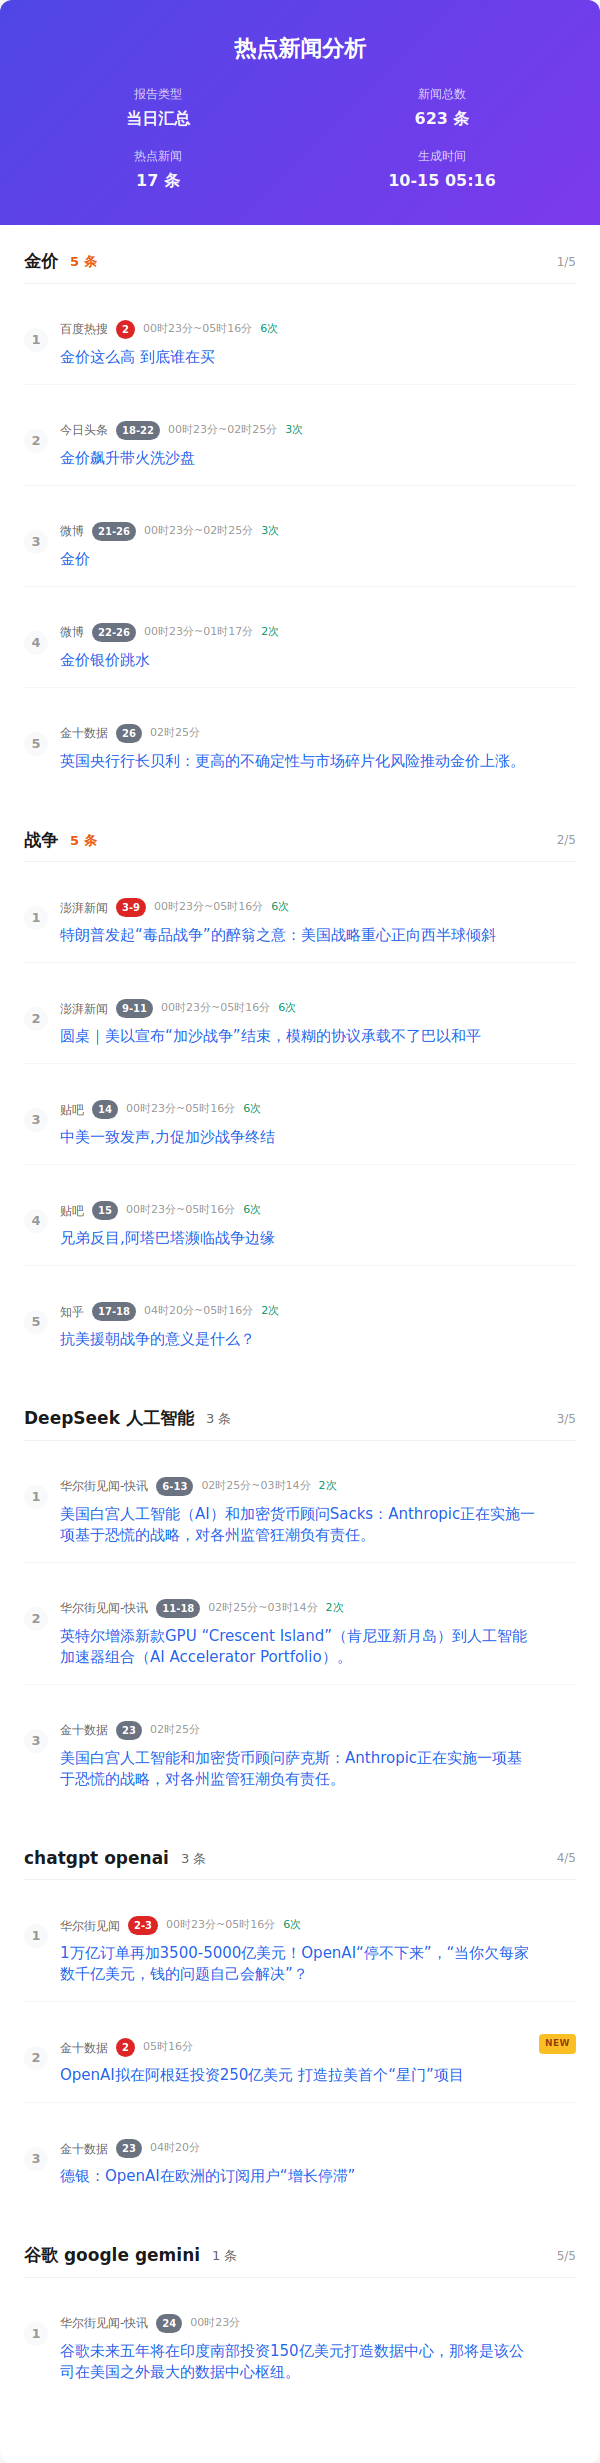 热点新闻分析
报告类型
当日汇总
新闻总数
623 条
热点新闻
17 条
生成时间
10-15 05:16
金价 5 条 1/5
1
百度热搜 2 00时23分~05时16分 6次
金价这么高 到底谁在买
2
今日头条 18-22 00时23分~02时25分 3次
金价飙升带火洗沙盘
3
微博 21-26 00时23分~02时25分 3次
金价
4
微博 22-26 00时23分~01时17分 2次
金价银价跳水
5
金十数据 26 02时25分
英国央行行长贝利：更高的不确定性与市场碎片化风险推动金价上涨。
战争 5 条 2/5
1
澎湃新闻 3-9 00时23分~05时16分 6次
特朗普发起“毒品战争”的醉翁之意：美国战略重心正向西半球倾斜
2
澎湃新闻 9-11 00时23分~05时16分 6次
圆桌｜美以宣布“加沙战争”结束，模糊的协议承载不了巴以和平
3
贴吧 14 00时23分~05时16分 6次
中美一致发声,力促加沙战争终结
4
贴吧 15 00时23分~05时16分 6次
兄弟反目,阿塔巴塔濒临战争边缘
5
知乎 17-18 04时20分~05时16分 2次
抗美援朝战争的意义是什么？
DeepSeek 人工智能 3 条 3/5
1
华尔街见闻-快讯 6-13 02时25分~03时14分 2次
美国白宫人工智能（AI）和加密货币顾问Sacks：Anthropic正在实施一
项基于恐慌的战略，对各州监管狂潮负有责任。
2
华尔街见闻-快讯 11-18 02时25分~03时14分 2次
英特尔增添新款GPU “Crescent Island”（肯尼亚新月岛）到人工智能
加速器组合（AI Accelerator Portfolio）。
3
金十数据 23 02时25分
美国白宫人工智能和加密货币顾问萨克斯：Anthropic正在实施一项基
于恐慌的战略，对各州监管狂潮负有责任。
chatgpt openai 3 条 4/5
1
华尔街见闻 2-3 00时23分~05时16分 6次
1万亿订单再加3500-5000亿美元！OpenAI“停不下来”，“当你欠每家
数千亿美元，钱的问题自己会解决”？
2
金十数据 2 05时16分 NEW
OpenAI拟在阿根廷投资250亿美元 打造拉美首个“星门”项目
3
金十数据 23 04时20分
德银：OpenAI在欧洲的订阅用户“增长停滞”
谷歌 google gemini 1 条 5/5
1
华尔街见闻-快讯 24 00时23分
谷歌未来五年将在印度南部投资150亿美元打造数据中心，那将是该公
司在美国之外最大的数据中心枢纽。